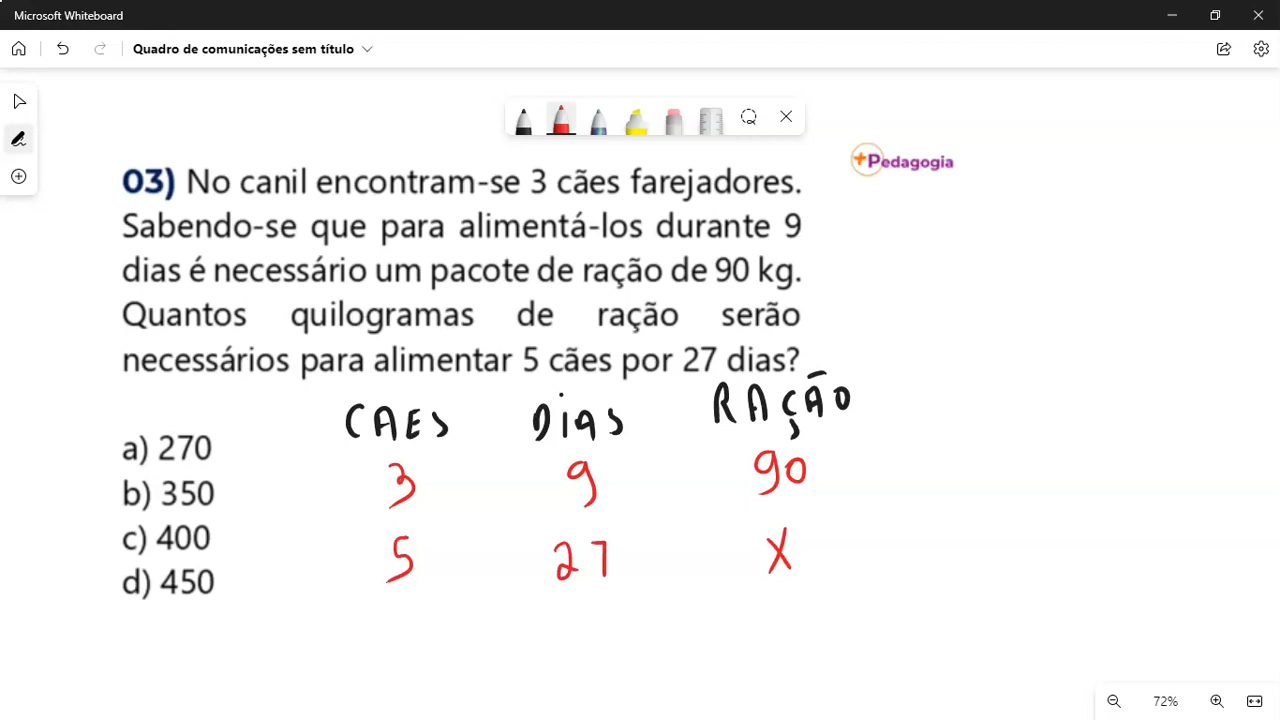 Microsoft Whiteboard
Quadro de comunicações sem título
+Pedagogia
03) No canil encontram-se 3 cães farejadores.
Sabendo-se que para alimentá-los durante 9
dias é necessário um pacote de ração de 90 kg.
Quantos quilogramas de ração serão
necessários para alimentar 5 cães por 27 dias?
CAES DIAS RAÇÃO
a) 270
3 9 90
b) 350
c) 400
5 27 X
d) 450
72%